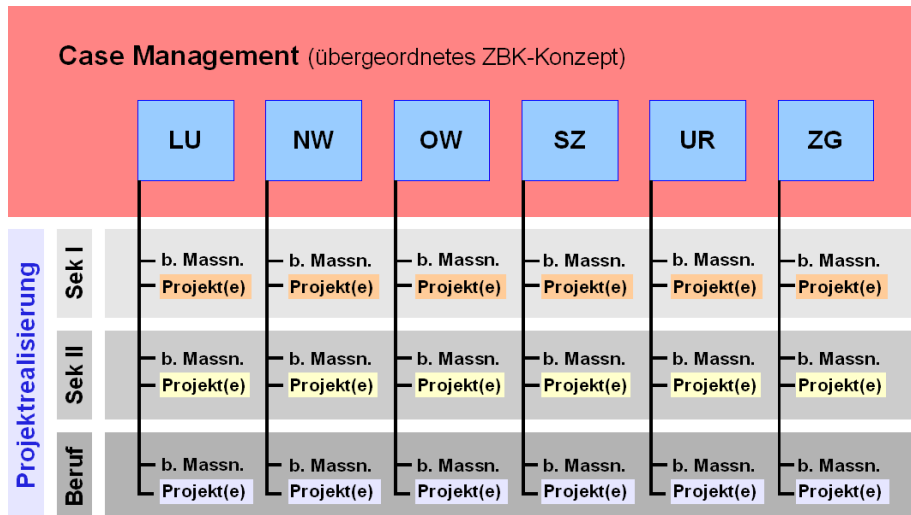 Case Management (übergeordnetes ZBK-Konzept)
LU NW OW SZ UR ZG
Projektrealisierung
Sek I
b. Massn. b. Massn. b. Massn. b. Massn. b. Massn. b. Massn.
Projekt(e) Projekt(e) Projekt(e) Projekt(e) Projekt(e) Projekt(e)
Sek II
b. Massn. b. Massn. b. Massn. b. Massn. b. Massn. b. Massn.
Projekt(e) Projekt(e) Projekt(e) Projekt(e) Projekt(e) Projekt(e)
Beruf
b. Massn. b. Massn. b. Massn. b. Massn. b. Massn. b. Massn.
Projekt(e) Projekt(e) Projekt(e) Projekt(e) Projekt(e) Projekt(e)